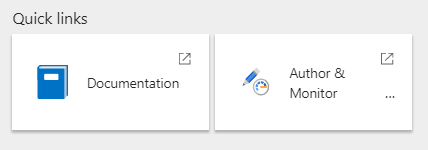 Quick links
Documentation
Author &
Monitor ...